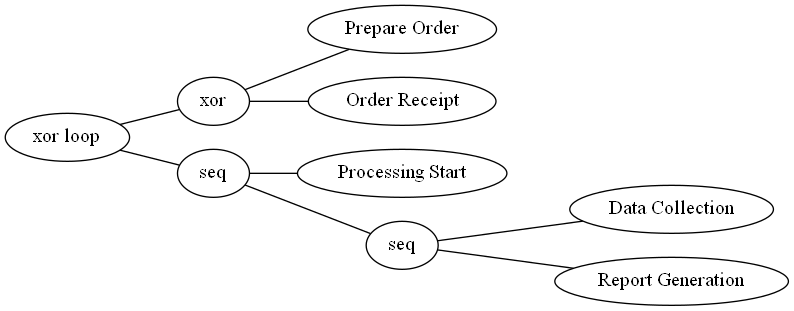 Prepare Order
xor
Order Receipt
xor loop
seq
Processing Start
Data Collection
seq
Report Generation